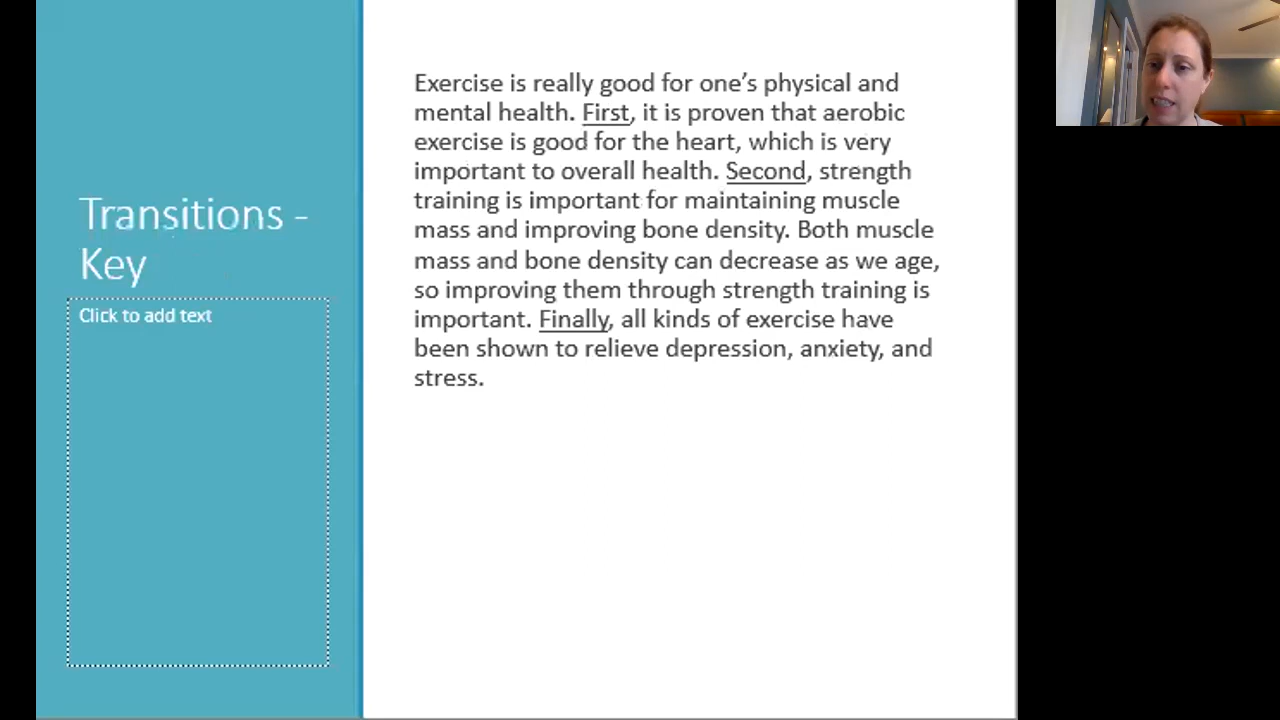 Transitions -
Key
Click to add text
Exercise is really good for one’s physical and
mental health. First, it is proven that aerobic
exercise is good for the heart, which is very
important to overall health. Second, strength
training is important for maintaining muscle
mass and improving bone density. Both muscle
mass and bone density can decrease as we age,
so improving them through strength training is
important. Finally, all kinds of exercise have
been shown to relieve depression, anxiety, and
stress.